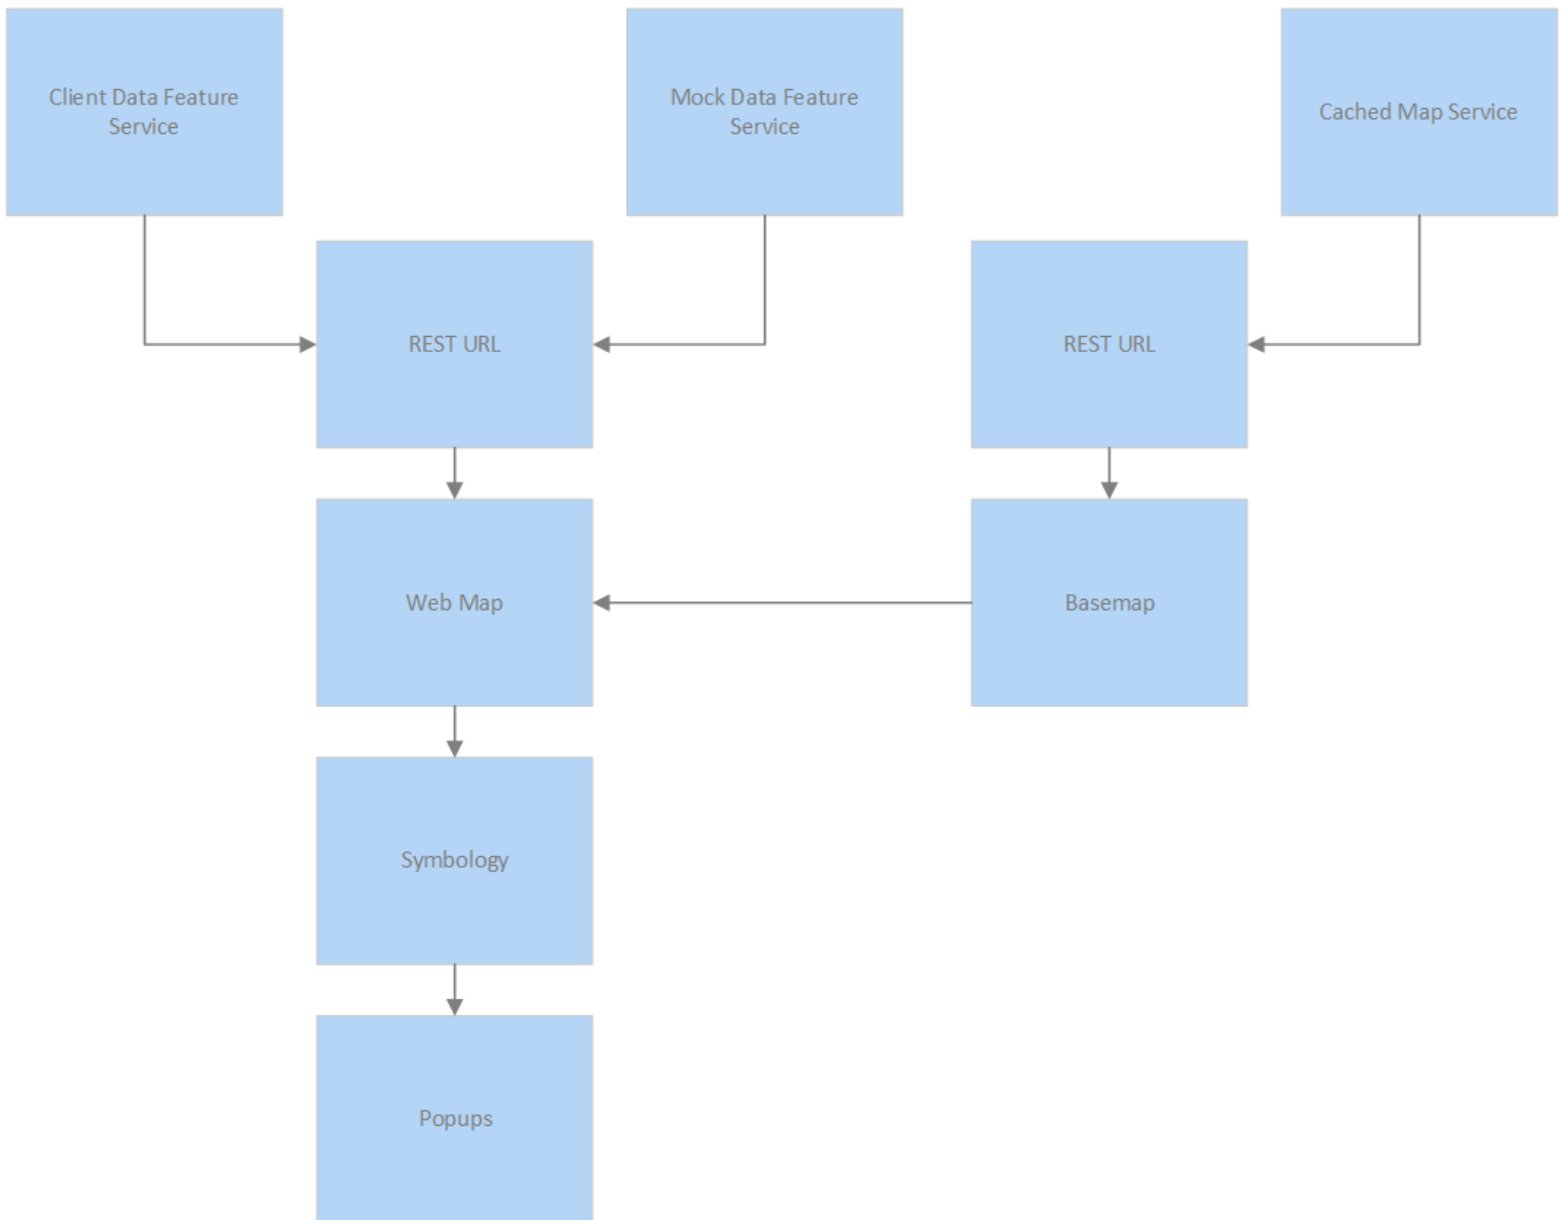 Client Data Feature
Service
Mock Data Feature
Service
Cached Map Service
REST URL
REST URL
Web Map
Basemap
Symbology
Popups